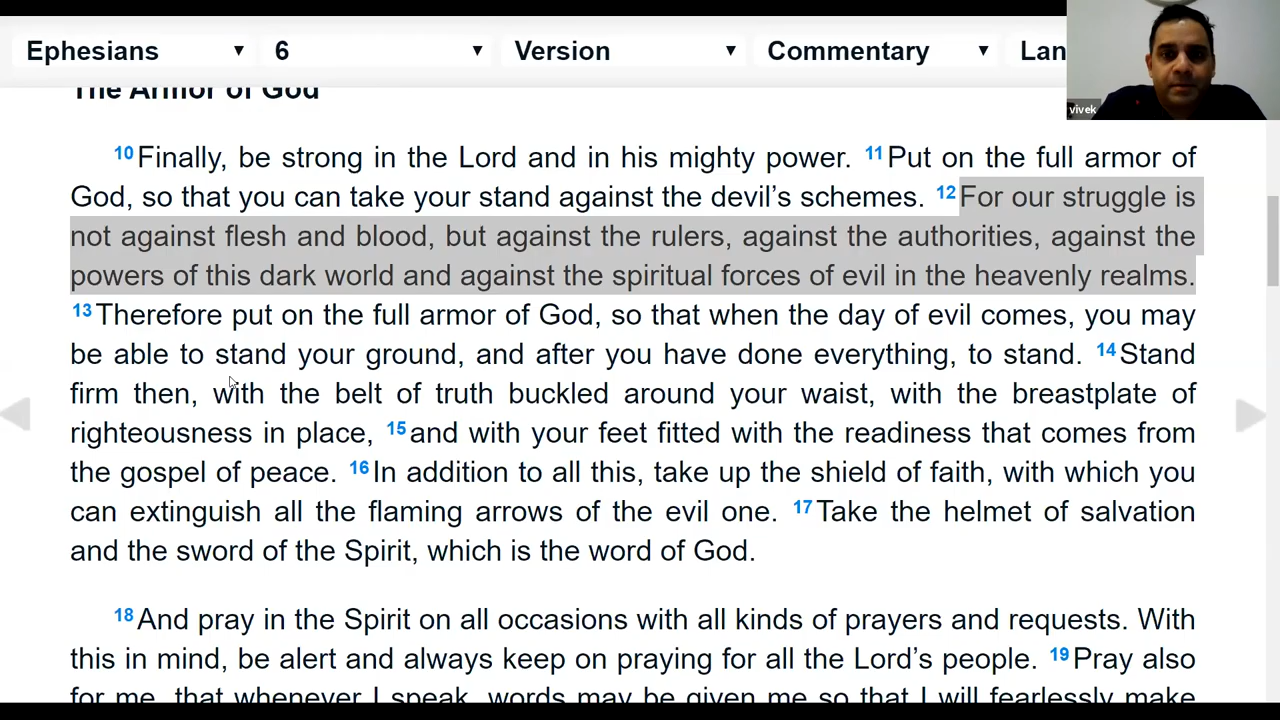 Ephesians ▼ 6 ▼ Version ▼ Commentary ▼ Lan
vivek
The Armor of God
10 Finally, be strong in the Lord and in his mighty power. 11 Put on the full armor of
God, so that you can take your stand against the devil’s schemes. 12 For our struggle is
not against flesh and blood, but against the rulers, against the authorities, against the
powers of this dark world and against the spiritual forces of evil in the heavenly realms.
13 Therefore put on the full armor of God, so that when the day of evil comes, you may
be able to stand your ground, and after you have done everything, to stand. 14 Stand
firm then, with the belt of truth buckled around your waist, with the breastplate of
righteousness in place, 15 and with your feet fitted with the readiness that comes from
the gospel of peace. 16 In addition to all this, take up the shield of faith, with which you
can extinguish all the flaming arrows of the evil one. 17 Take the helmet of salvation
and the sword of the Spirit, which is the word of God.
18 And pray in the Spirit on all occasions with all kinds of prayers and requests. With
this in mind, be alert and always keep on praying for all the Lord’s people. 19 Pray also
for me, that whenever I speak, words may be given me so that I will fearlessly make